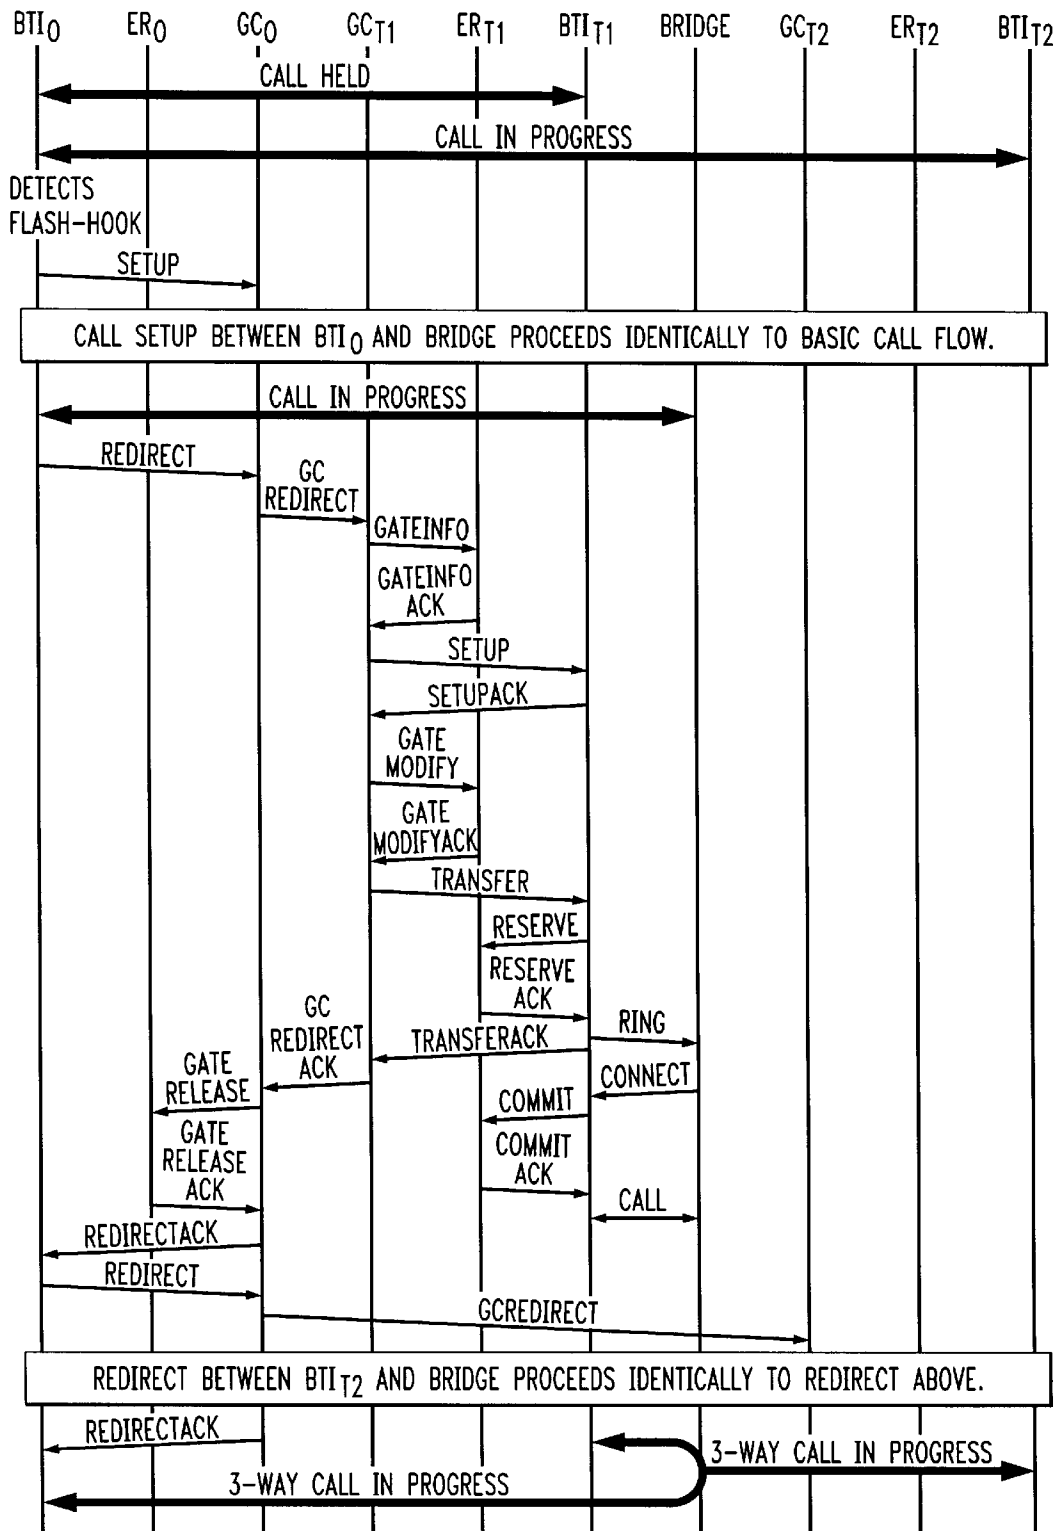 BTIO ERO GCO GCT1 ERT1 BTIT1 BRIDGE GCT2 ERT2 BTIT2
CALL HELD
CALL IN PROGRESS
DETECTS
FLASH-HOOK
SETUP
CALL SETUP BETWEEN BTIO AND BRIDGE PROCEEDS IDENTICALLY TO BASIC CALL FLOW.
CALL IN PROGRESS
REDIRECT
GC
REDIRECT
GATEINFO
GATEINFO
ACK
SETUP
SETUPACK
GATE
MODIFY
GATE
MODIFYACK
TRANSFER
RESERVE
RESERVE
ACK
RING
TRANSFERACK
GC
REDIRECT
ACK
CONNECT
GATE
RELEASE
COMMIT
GATE
RELEASE
ACK
COMMIT
ACK
CALL
REDIRECTACK
REDIRECT
GCREDIRECT
REDIRECT BETWEEN BTIT2 AND BRIDGE PROCEEDS IDENTICALLY TO REDIRECT ABOVE.
REDIRECTACK
3-WAY CALL IN PROGRESS
3-WAY CALL IN PROGRESS